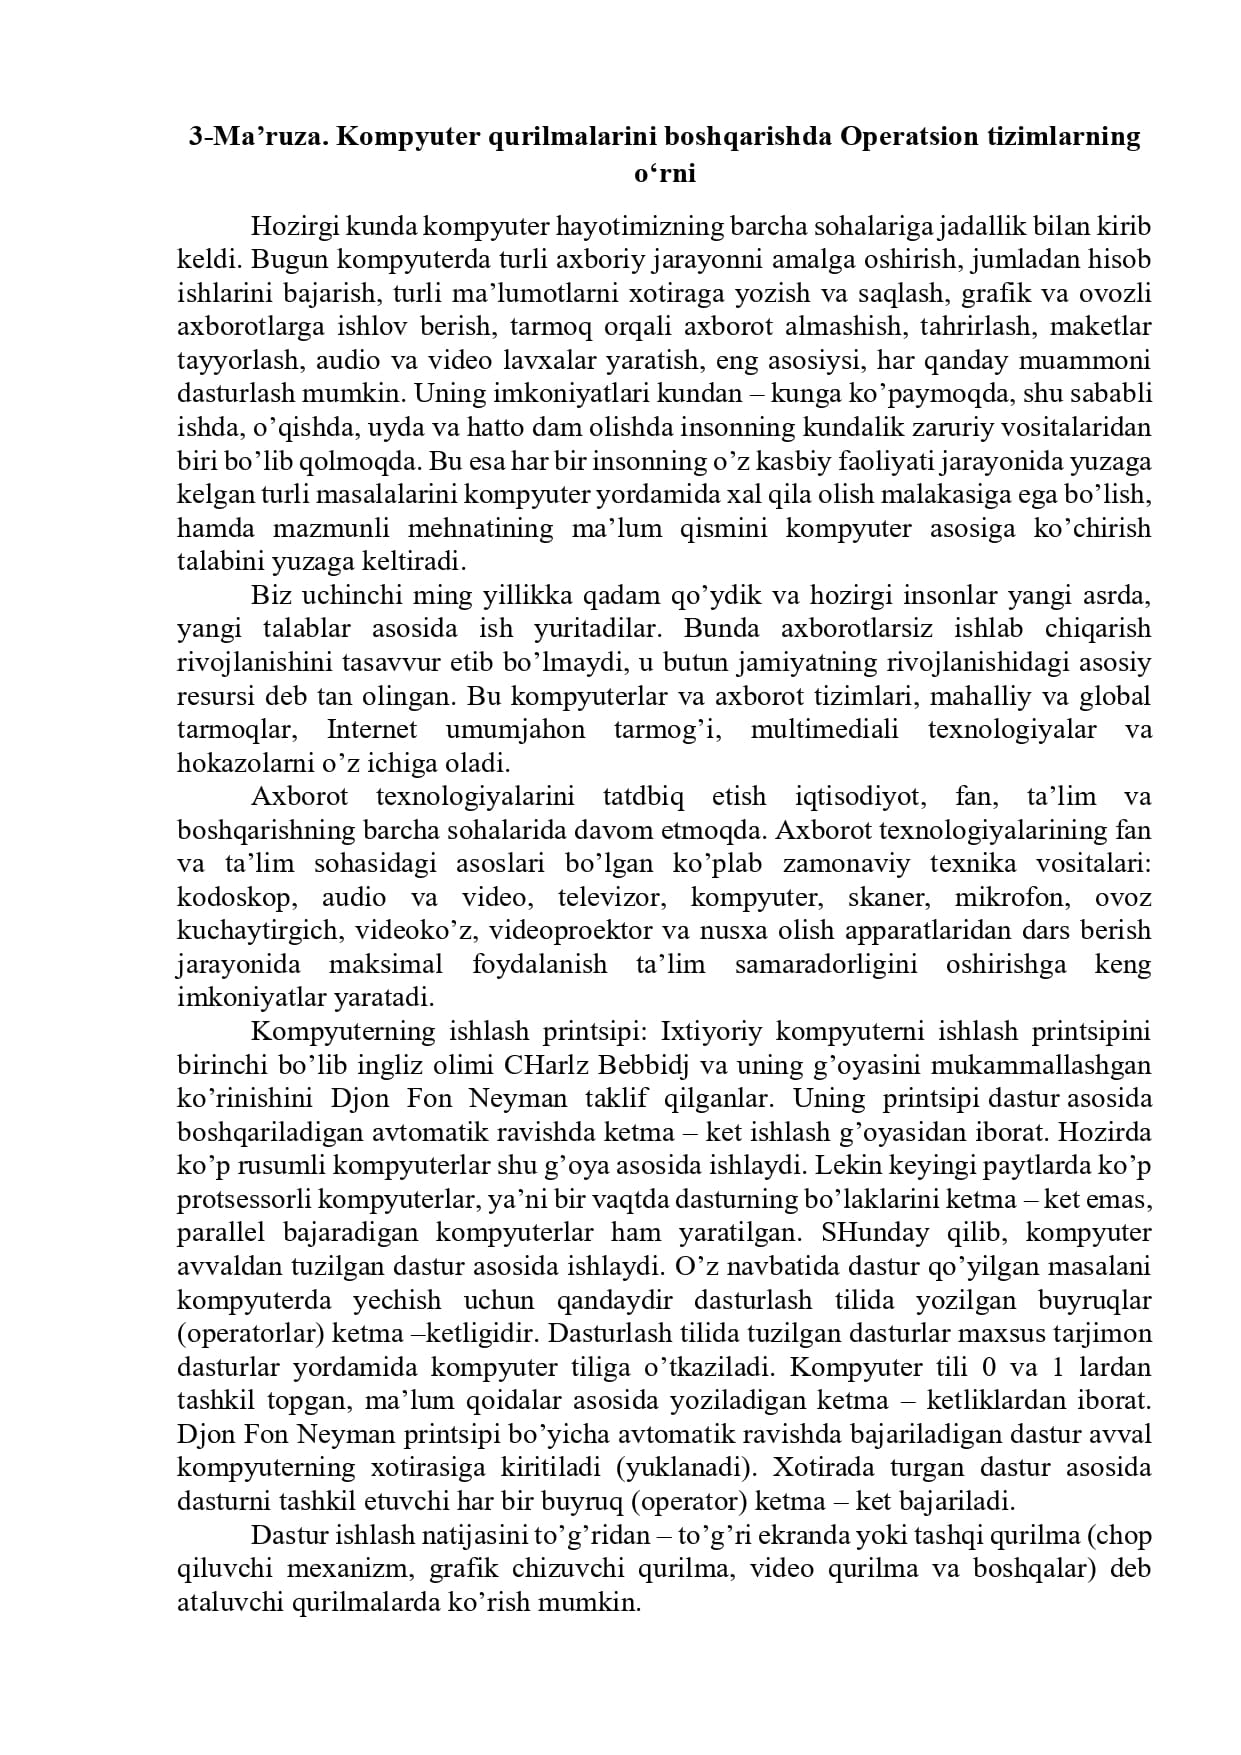 3-Ma’ruza. Kompyuter qurilmalarini boshqarishda Operatsion tizimlarning
o‘rni
Hozirgi kunda kompyuter hayotimizning barcha sohalariga jadallik bilan kirib
keldi. Bugun kompyuterda turli axboriy jarayonni amalga oshirish, jumladan hisob
ishlarini bajarish, turli ma’lumotlarni xotiraga yozish va saqlash, grafik va ovozli
axborotlarga ishlov berish, tarmoq orqali axborot almashish, tahrirlash, maketlar
tayyorlash, audio va video lavxalar yaratish, eng asosiysi, har qanday muammoni
dasturlash mumkin. Uning imkoniyatlari kundan – kunga ko’paymoqda, shu sababli
ishda, o’qishda, uyda va hatto dam olishda insonning kundalik zaruriy vositalaridan
biri bo’lib qolmoqda. Bu esa har bir insonning o’z kasbiy faoliyati jarayonida yuzaga
kelgan turli masalalarini kompyuter yordamida xal qila olish malakasiga ega bo’lish,
hamda mazmunli mehnatining ma’lum qismini kompyuter asosiga ko’chirish
talabini yuzaga keltiradi.
Biz uchinchi ming yillikka qadam qo’ydik va hozirgi insonlar yangi asrda,
yangi talablar asosida ish yuritadilar. Bunda axborotlarsiz ishlab chiqarish
rivojlanishini tasavvur etib bo’lmaydi, u butun jamiyatning rivojlanishidagi asosiy
resursi deb tan olingan. Bu kompyuterlar va axborot tizimlari, mahalliy va global
tarmoqlar, Internet umumjahon tarmog’i, multimediali texnologiyalar va
hokazolarni o’z ichiga oladi.
Axborot texnologiyalarini tatdbiq etish iqtisodiyot, fan, ta’lim va
boshqarishning barcha sohalarida davom etmoqda. Axborot texnologiyalarining fan
va ta’lim sohasidagi asoslari bo’lgan ko’plab zamonaviy texnika vositalari:
kodoskop, audio va video, televizor, kompyuter, skaner, mikrofon, ovoz
kuchaytirgich, videoko’z, videoproektor va nusxa olish apparatlaridan dars berish
jarayonida maksimal foydalanish ta’lim samaradorligini oshirishga keng
imkoniyatlar yaratadi.
Kompyuterning ishlash printsipi: Ixtiyoriy kompyuterni ishlash printsipini
birinchi bo’lib ingliz olimi CHarlz Bebbidj va uning g’oyasini mukammallashgan
ko’rinishini Djon Fon Neyman taklif qilganlar. Uning printsipi dastur asosida
boshqariladigan avtomatik ravishda ketma – ket ishlash g’oyasidan iborat. Hozirda
ko’p rusumli kompyuterlar shu g’oya asosida ishlaydi. Lekin keyingi paytlarda ko’p
protsessorli kompyuterlar, ya’ni bir vaqtda dasturning bo’laklarini ketma – ket emas,
parallel bajaradigan kompyuterlar ham yaratilgan. SHunday qilib, kompyuter
avvaldan tuzilgan dastur asosida ishlaydi. O’z navbatida dastur qo’yilgan masalani
kompyuterda yechish uchun qandaydir dasturlash tilida yozilgan buyruqlar
(operatorlar) ketma –ketligidir. Dasturlash tilida tuzilgan dasturlar maxsus tarjimon
dasturlar yordamida kompyuter tiliga o’tkaziladi. Kompyuter tili 0 va 1 lardan
tashkil topgan, ma’lum qoidalar asosida yoziladigan ketma – ketliklardan iborat.
Djon Fon Neyman printsipi bo’yicha avtomatik ravishda bajariladigan dastur avval
kompyuterning xotirasiga kiritiladi (yuklanadi). Xotirada turgan dastur asosida
dasturni tashkil etuvchi har bir buyruq (operator) ketma – ket bajariladi.
Dastur ishlash natijasini to’g’ridan – to’g’ri ekranda yoki tashqi qurilma (chop
qiluvchi mexanizm, grafik chizuvchi qurilma, video qurilma va boshqalar) deb
ataluvchi qurilmalarda ko’rish mumkin.